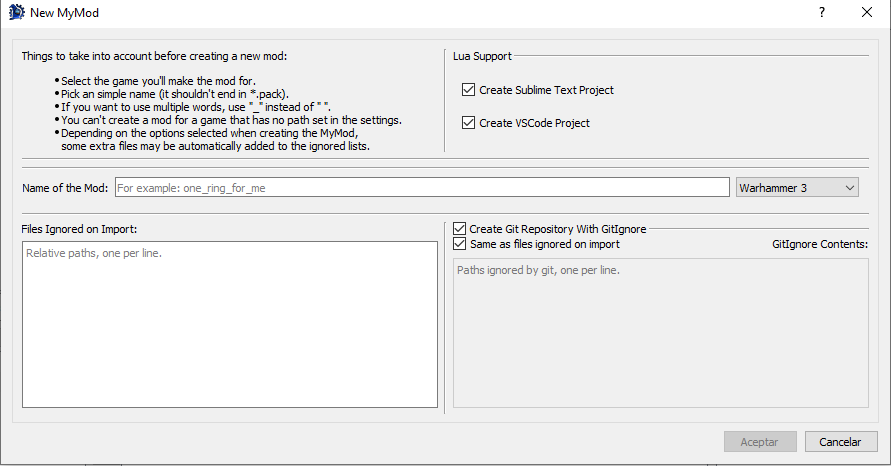 New MyMod
?
Things to take into account before creating a new mod:
• Select the game you'll make the mod for.
• Pick an simple name (it shouldn't end in *.pack).
• If you want to use multiple words, use "_" instead of " ".
• You can't create a mod for a game that has no path set in the settings.
• Depending on the options selected when creating the MyMod,
some extra files may be automatically added to the ignored lists.
Lua Support
Create Sublime Text Project
Create VSCode Project
Name of the Mod:
For example: one_ring_for_me
Warhammer 3
Files Ignored on Import:
Relative paths, one per line.
Create Git Repository With GitIgnore
Same as files ignored on import
GitIgnore Contents:
Paths ignored by git, one per line.
Aceptar
Cancelar